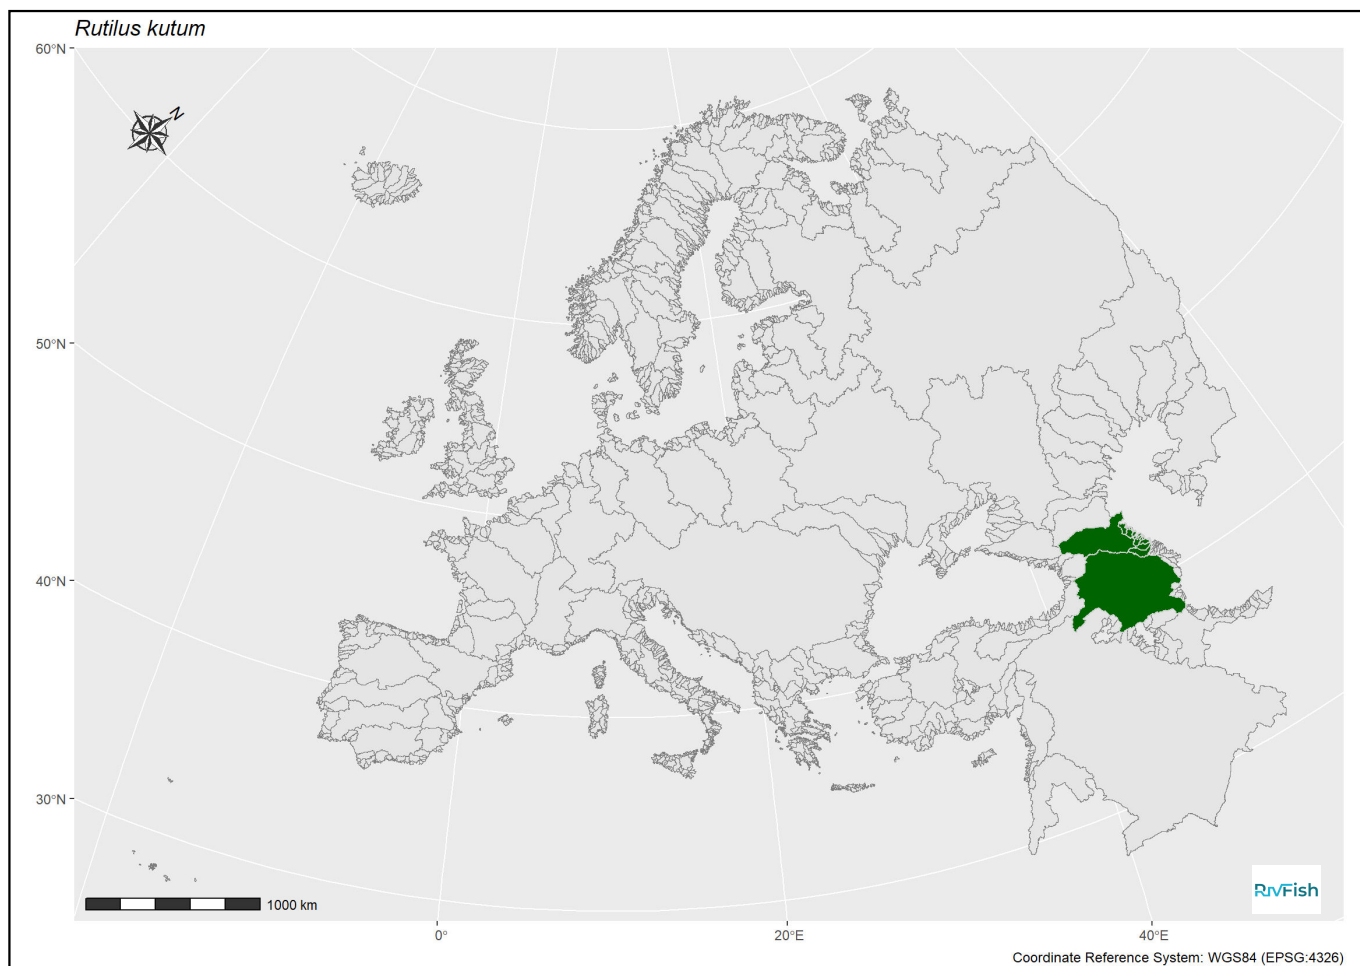 Rutilus kutum
60°N
N
50°N
40°N
30°N
1000 km
RivFish
0°
20°E
40°E
Coordinate Reference System: WGS84 (EPSG:4326)